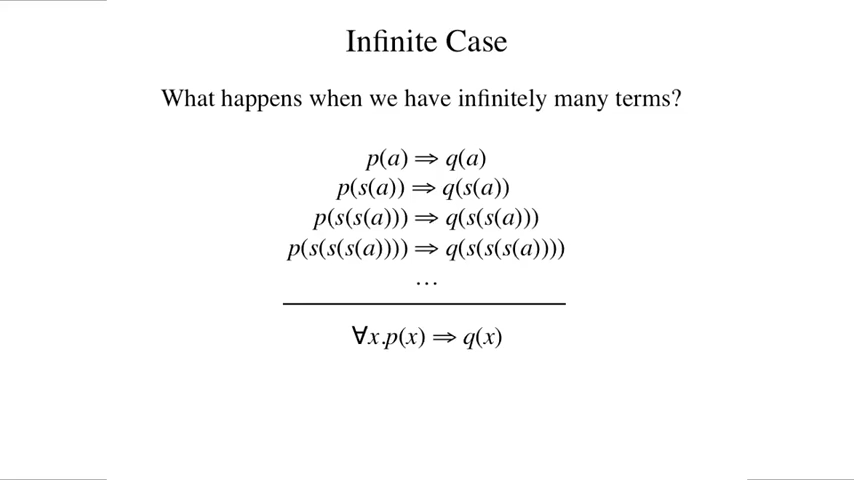 Infinite Case
What happens when we have infinitely many terms?
p(a) ⇒ q(a)
p(s(a)) ⇒ q(s(a))
p(s(s(a))) ⇒ q(s(s(a)))
p(s(s(s(a)))) ⇒ q(s(s(s(a))))
…
∀x.p(x) ⇒ q(x)